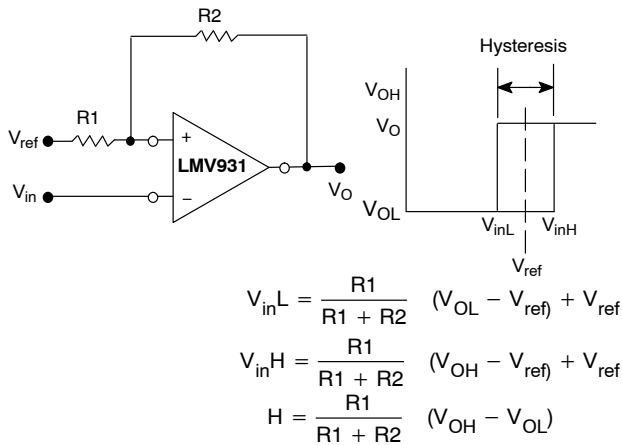 R2
Hysteresis
R1
V_ref
+
LMV931
V_in
−
V_O
V_OH
V_O
V_OL
V_inL
V_inH
V_ref
V_inL = R1 / (R1 + R2) (V_OL − V_ref) + V_ref
V_inH = R1 / (R1 + R2) (V_OH − V_ref) + V_ref
H = R1 / (R1 + R2) (V_OH − V_OL)